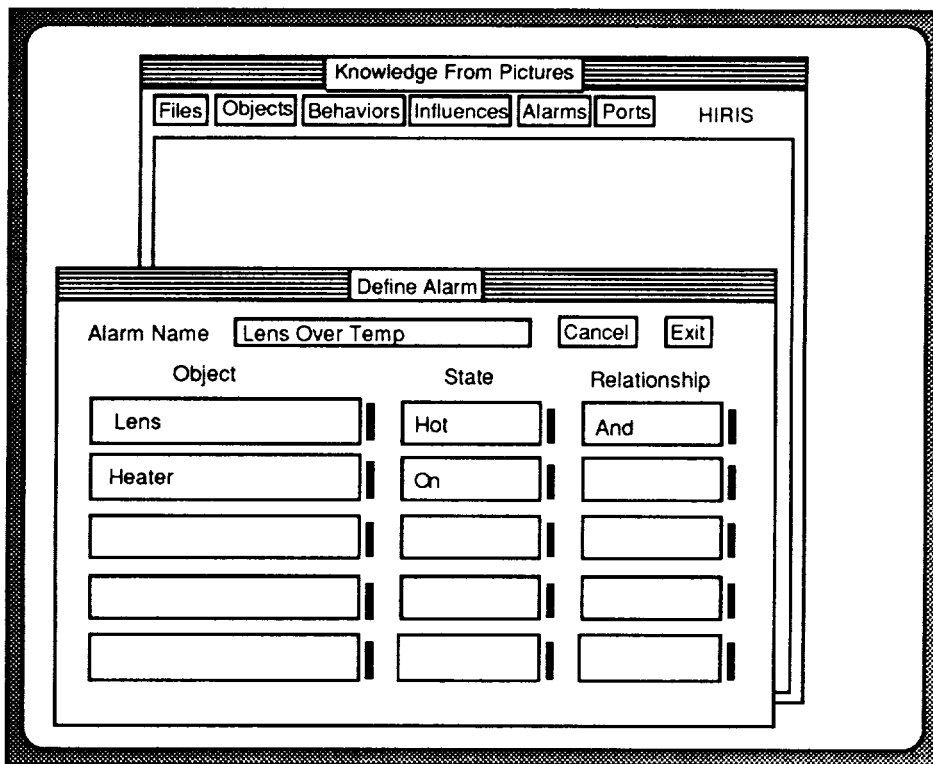 Knowledge From Pictures
Files Objects Behaviors Influences Alarms Ports HIRIS
Define Alarm
Alarm Name Lens Over Temp Cancel Exit
Object State Relationship
Lens Hot And
Heater On